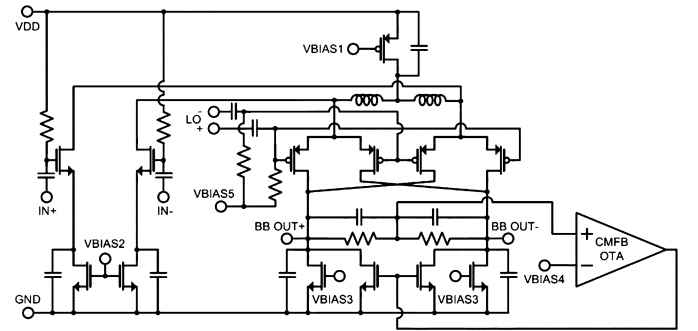 VDD
VBIAS1
-
LO
+
IN+
IN-
VBIAS5
VBIAS2
BB OUT+
BB OUT-
+
CMFB
OTA
-
VBIAS4
VBIAS3
VBIAS3
GND